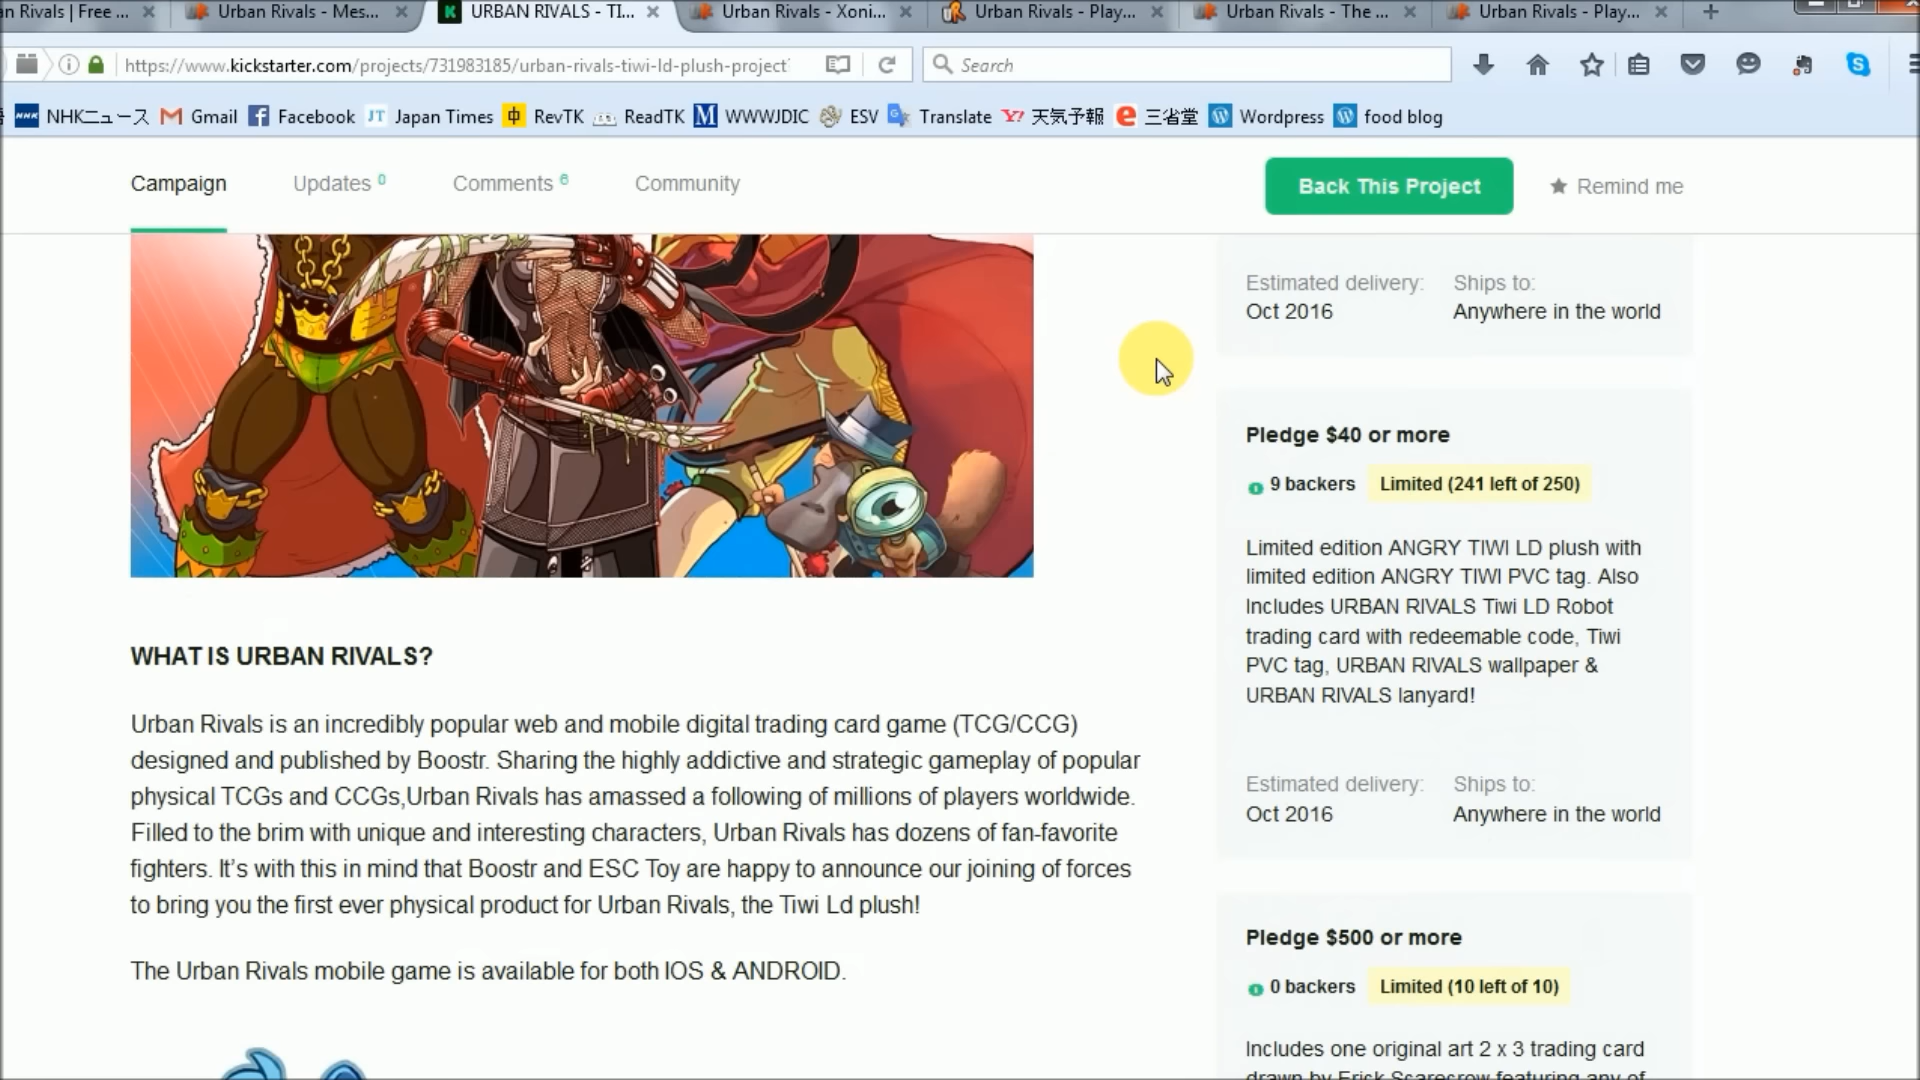 an Rivals | Free ...
Urban Rivals - Mes...
URBAN RIVALS - TI...
Urban Rivals - Xoni...
Urban Rivals - Play...
Urban Rivals - The ...
Urban Rivals - Play...
https://www.kickstarter.com/projects/731983185/urban-rivals-tiwi-ld-plush-project
Search
NHKニュース Gmail Facebook JT Japan Times 中 RevTK ReadTK M WWWJDIC ESV Translate Y! 天気予報 e 三省堂 Wordpress food blog
Campaign
Updates 0
Comments 6
Community
Back This Project
Remind me
WHAT IS URBAN RIVALS?
Urban Rivals is an incredibly popular web and mobile digital trading card game (TCG/CCG)
designed and published by Boostr. Sharing the highly addictive and strategic gameplay of popular
physical TCGs and CCGs,Urban Rivals has amassed a following of millions of players worldwide.
Filled to the brim with unique and interesting characters, Urban Rivals has dozens of fan-favorite
fighters. It’s with this in mind that Boostr and ESC Toy are happy to announce our joining of forces
to bring you the first ever physical product for Urban Rivals, the Tiwi Ld plush!
The Urban Rivals mobile game is available for both IOS & ANDROID.
Estimated delivery: Ships to:
Oct 2016 Anywhere in the world
Pledge $40 or more
9 backers Limited (241 left of 250)
Limited edition ANGRY TIWI LD plush with
limited edition ANGRY TIWI PVC tag. Also
Includes URBAN RIVALS Tiwi LD Robot
trading card with redeemable code, Tiwi
PVC tag, URBAN RIVALS wallpaper &
URBAN RIVALS lanyard!
Estimated delivery: Ships to:
Oct 2016 Anywhere in the world
Pledge $500 or more
0 backers Limited (10 left of 10)
Includes one original art 2 x 3 trading card
drawn by Erick Scarecrow featuring any of